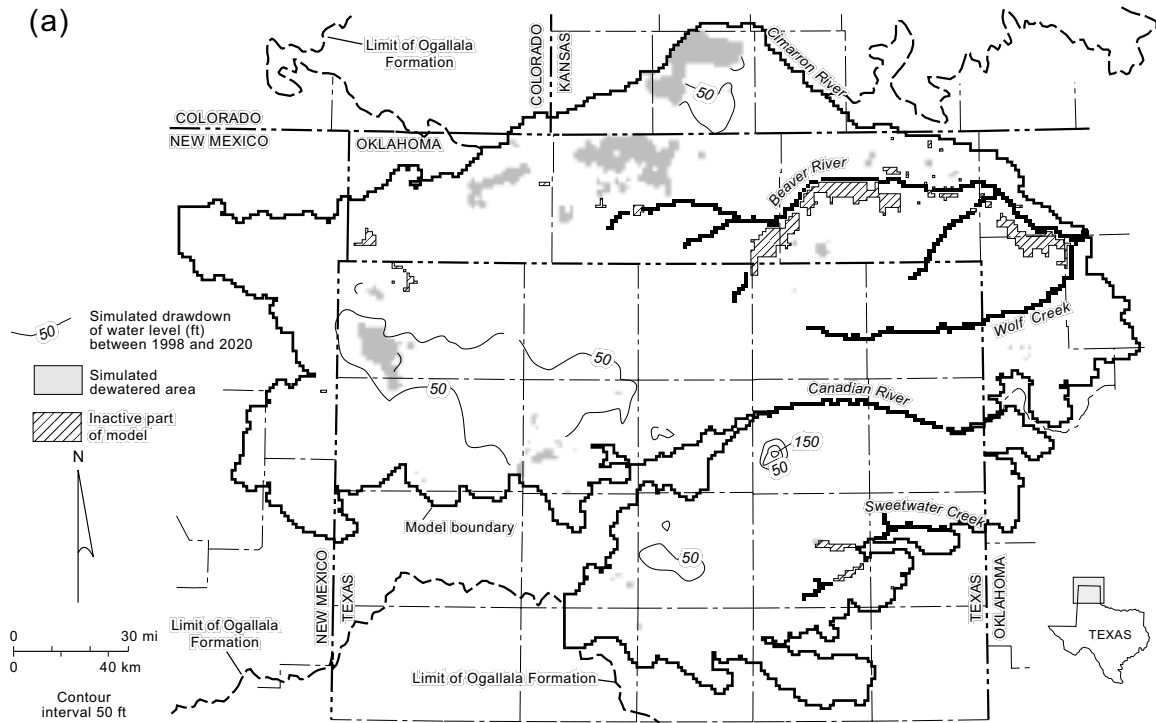 (a)
Limit of Ogallala
Formation
COLORADO
KANSAS
Cimarron River
50
COLORADO
NEW MEXICO
OKLAHOMA
Beaver River
50
Simulated drawdown
of water level (ft)
between 1998 and 2020
Simulated
dewatered area
Inactive part
of model
Wolf Creek
50
50
Canadian River
150
50
N
Model boundary
Sweetwater Creek
50
NEW MEXICO
TEXAS
TEXAS
OKLAHOMA
0 30 mi
0 40 km
Limit of Ogallala
Formation
Contour
interval 50 ft
Limit of Ogallala Formation
TEXAS